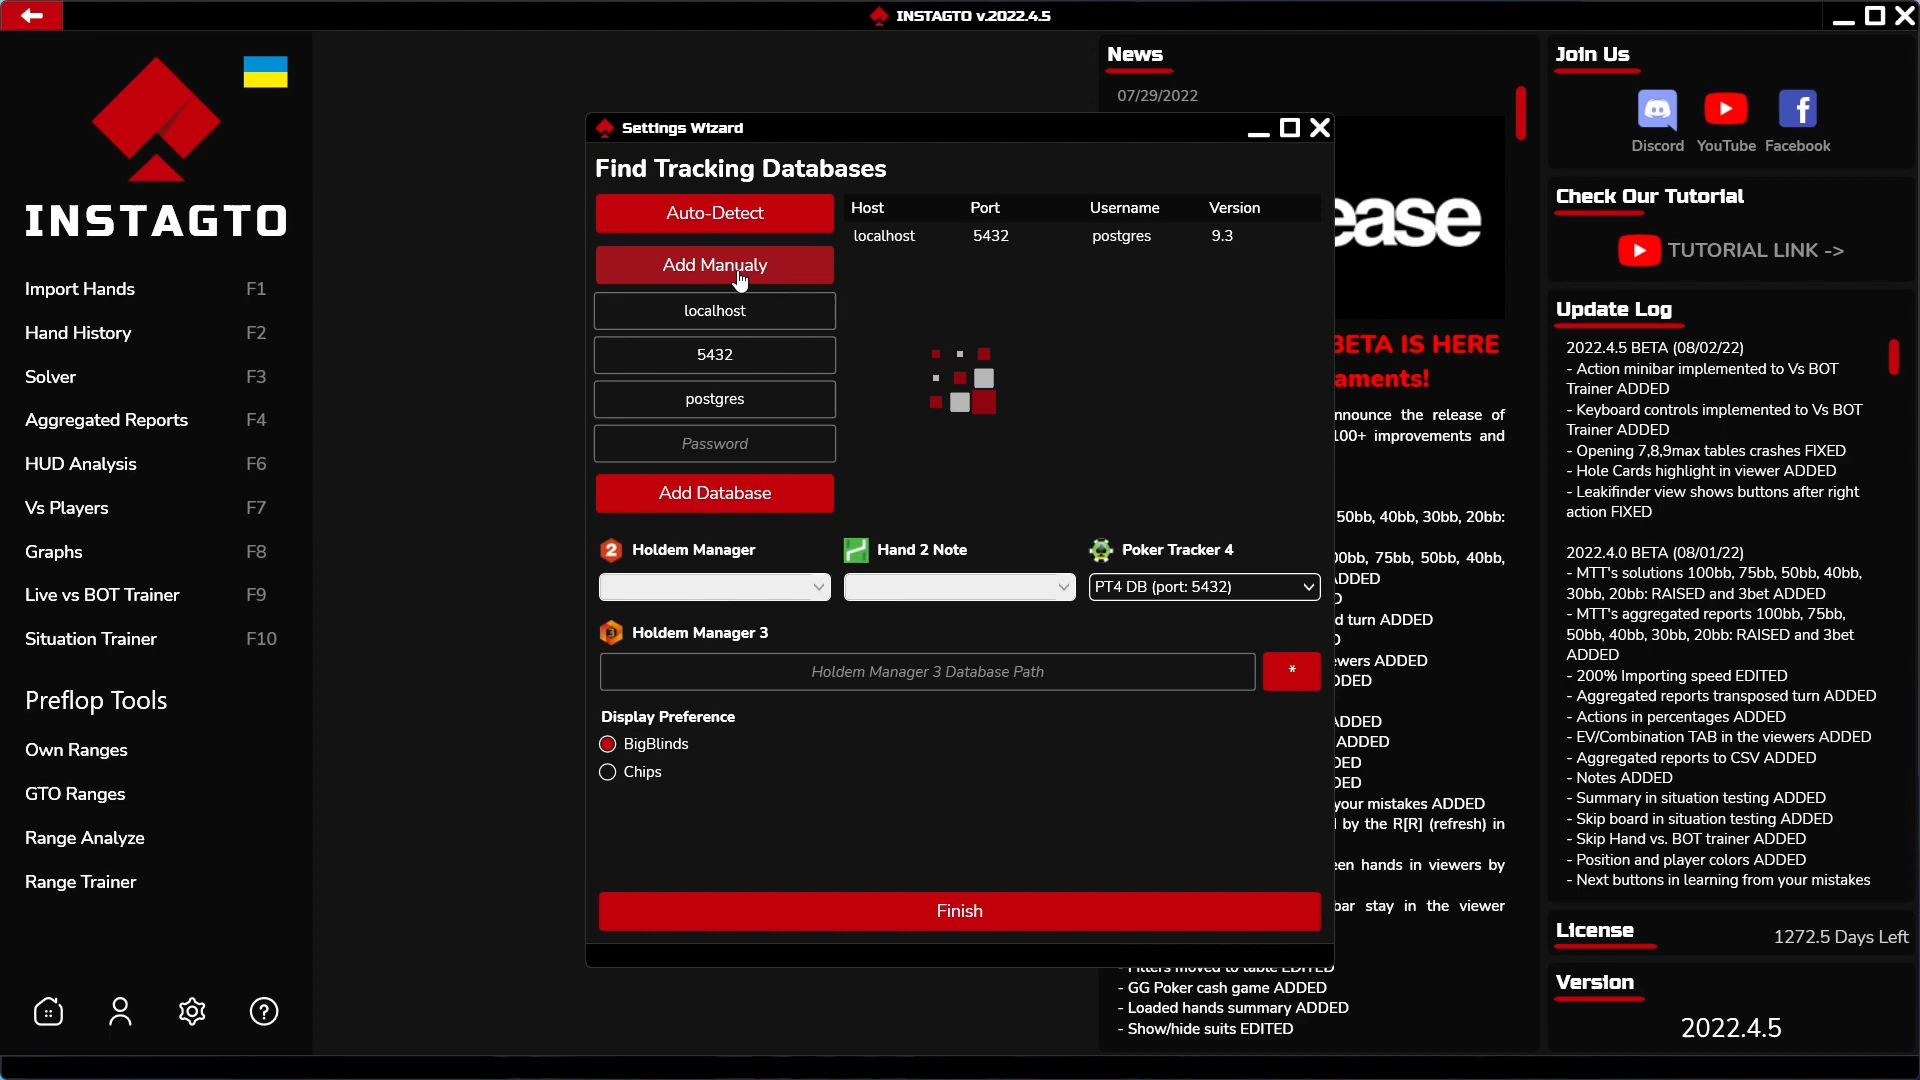 INSTAGTO v.2022.4.5
INSTAGTO
Import Hands F1
Hand History F2
Solver F3
Aggregated Reports F4
HUD Analysis F6
Vs Players F7
Graphs F8
Live vs BOT Trainer F9
Situation Trainer F10
Preflop Tools
Own Ranges
GTO Ranges
Range Analyze
Range Trainer
Settings Wizard
Find Tracking Databases
Auto-Detect
Add Manualy
localhost
5432
postgres
Password
Add Database
Host Port Username Version
localhost 5432 postgres 9.3
2 Holdem Manager
Hand 2 Note
Poker Tracker 4
PT4 DB (port: 5432)
3 Holdem Manager 3
Holdem Manager 3 Database Path
*
Display Preference
BigBlinds
Chips
Finish
News
07/29/2022
ease
BETA IS HERE
aments!
nnounce the release of
100+ improvements and
50bb, 40bb, 30bb, 20bb:
00bb, 75bb, 50bb, 40bb,
ADDED
D
d turn ADDED
D
ewers ADDED
DDED
ADDED
ADDED
DED
DED
your mistakes ADDED
by the R[R] (refresh) in
en hands in viewers by
bar stay in the viewer
- Filters moved to table EDITED
- GG Poker cash game ADDED
- Loaded hands summary ADDED
- Show/hide suits EDITED
Join Us
Discord YouTube Facebook
Check Our Tutorial
TUTORIAL LINK ->
Update Log
2022.4.5 BETA (08/02/22)
- Action minibar implemented to Vs BOT
Trainer ADDED
- Keyboard controls implemented to Vs BOT
Trainer ADDED
- Opening 7,8,9max tables crashes FIXED
- Hole Cards highlight in viewer ADDED
- Leakifinder view shows buttons after right
action FIXED
2022.4.0 BETA (08/01/22)
- MTT's solutions 100bb, 75bb, 50bb, 40bb,
30bb, 20bb: RAISED and 3bet ADDED
- MTT's aggregated reports 100bb, 75bb,
50bb, 40bb, 30bb, 20bb: RAISED and 3bet
ADDED
- 200% Importing speed EDITED
- Aggregated reports transposed turn ADDED
- Actions in percentages ADDED
- EV/Combination TAB in the viewers ADDED
- Aggregated reports to CSV ADDED
- Notes ADDED
- Summary in situation testing ADDED
- Skip board in situation testing ADDED
- Skip Hand vs. BOT trainer ADDED
- Position and player colors ADDED
- Next buttons in learning from your mistakes
License
1272.5 Days Left
Version
2022.4.5